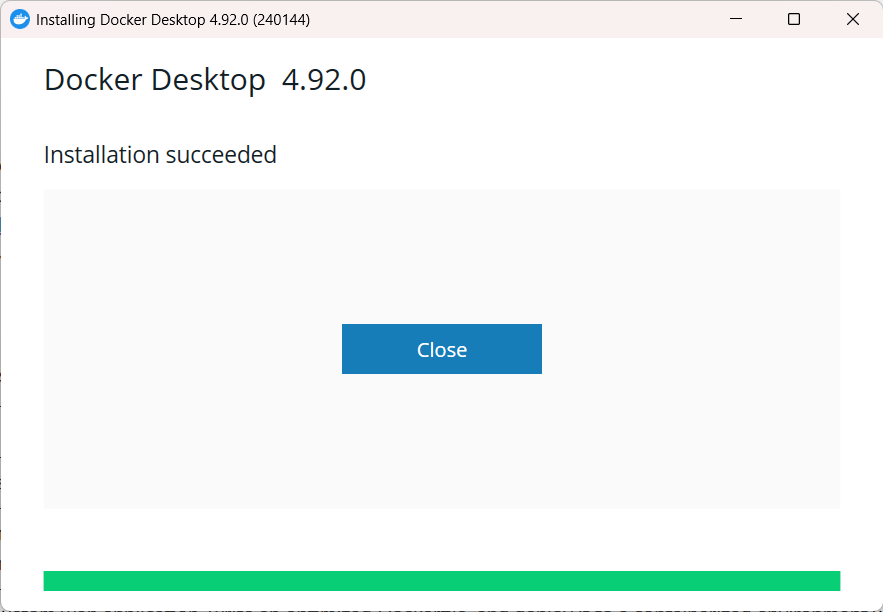 Installing Docker Desktop 4.92.0 (240144)
Docker Desktop 4.92.0
Installation succeeded
Close